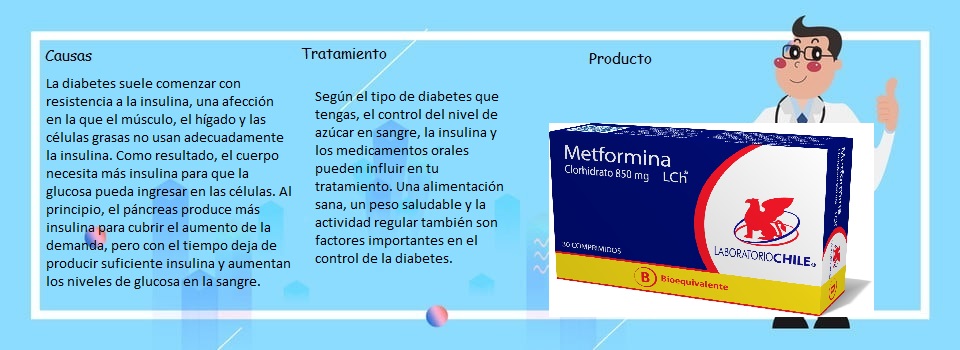 Causas
La diabetes suele comenzar con
resistencia a la insulina, una afección
en la que el músculo, el hígado y las
células grasas no usan adecuadamente
la insulina. Como resultado, el cuerpo
necesita más insulina para que la
glucosa pueda ingresar en las células. Al
principio, el páncreas produce más
insulina para cubrir el aumento de la
demanda, pero con el tiempo deja de
producir suficiente insulina y aumentan
los niveles de glucosa en la sangre.
Tratamiento
Según el tipo de diabetes que
tengas, el control del nivel de
azúcar en sangre, la insulina y
los medicamentos orales
pueden influir en tu
tratamiento. Una alimentación
sana, un peso saludable y la
actividad regular también son
factores importantes en el
control de la diabetes.
Producto
Metformina
Clorhidrato 850 mg LCh
30 COMPRIMIDOS
LABORATORIOCHILE®
B Bioequivalente